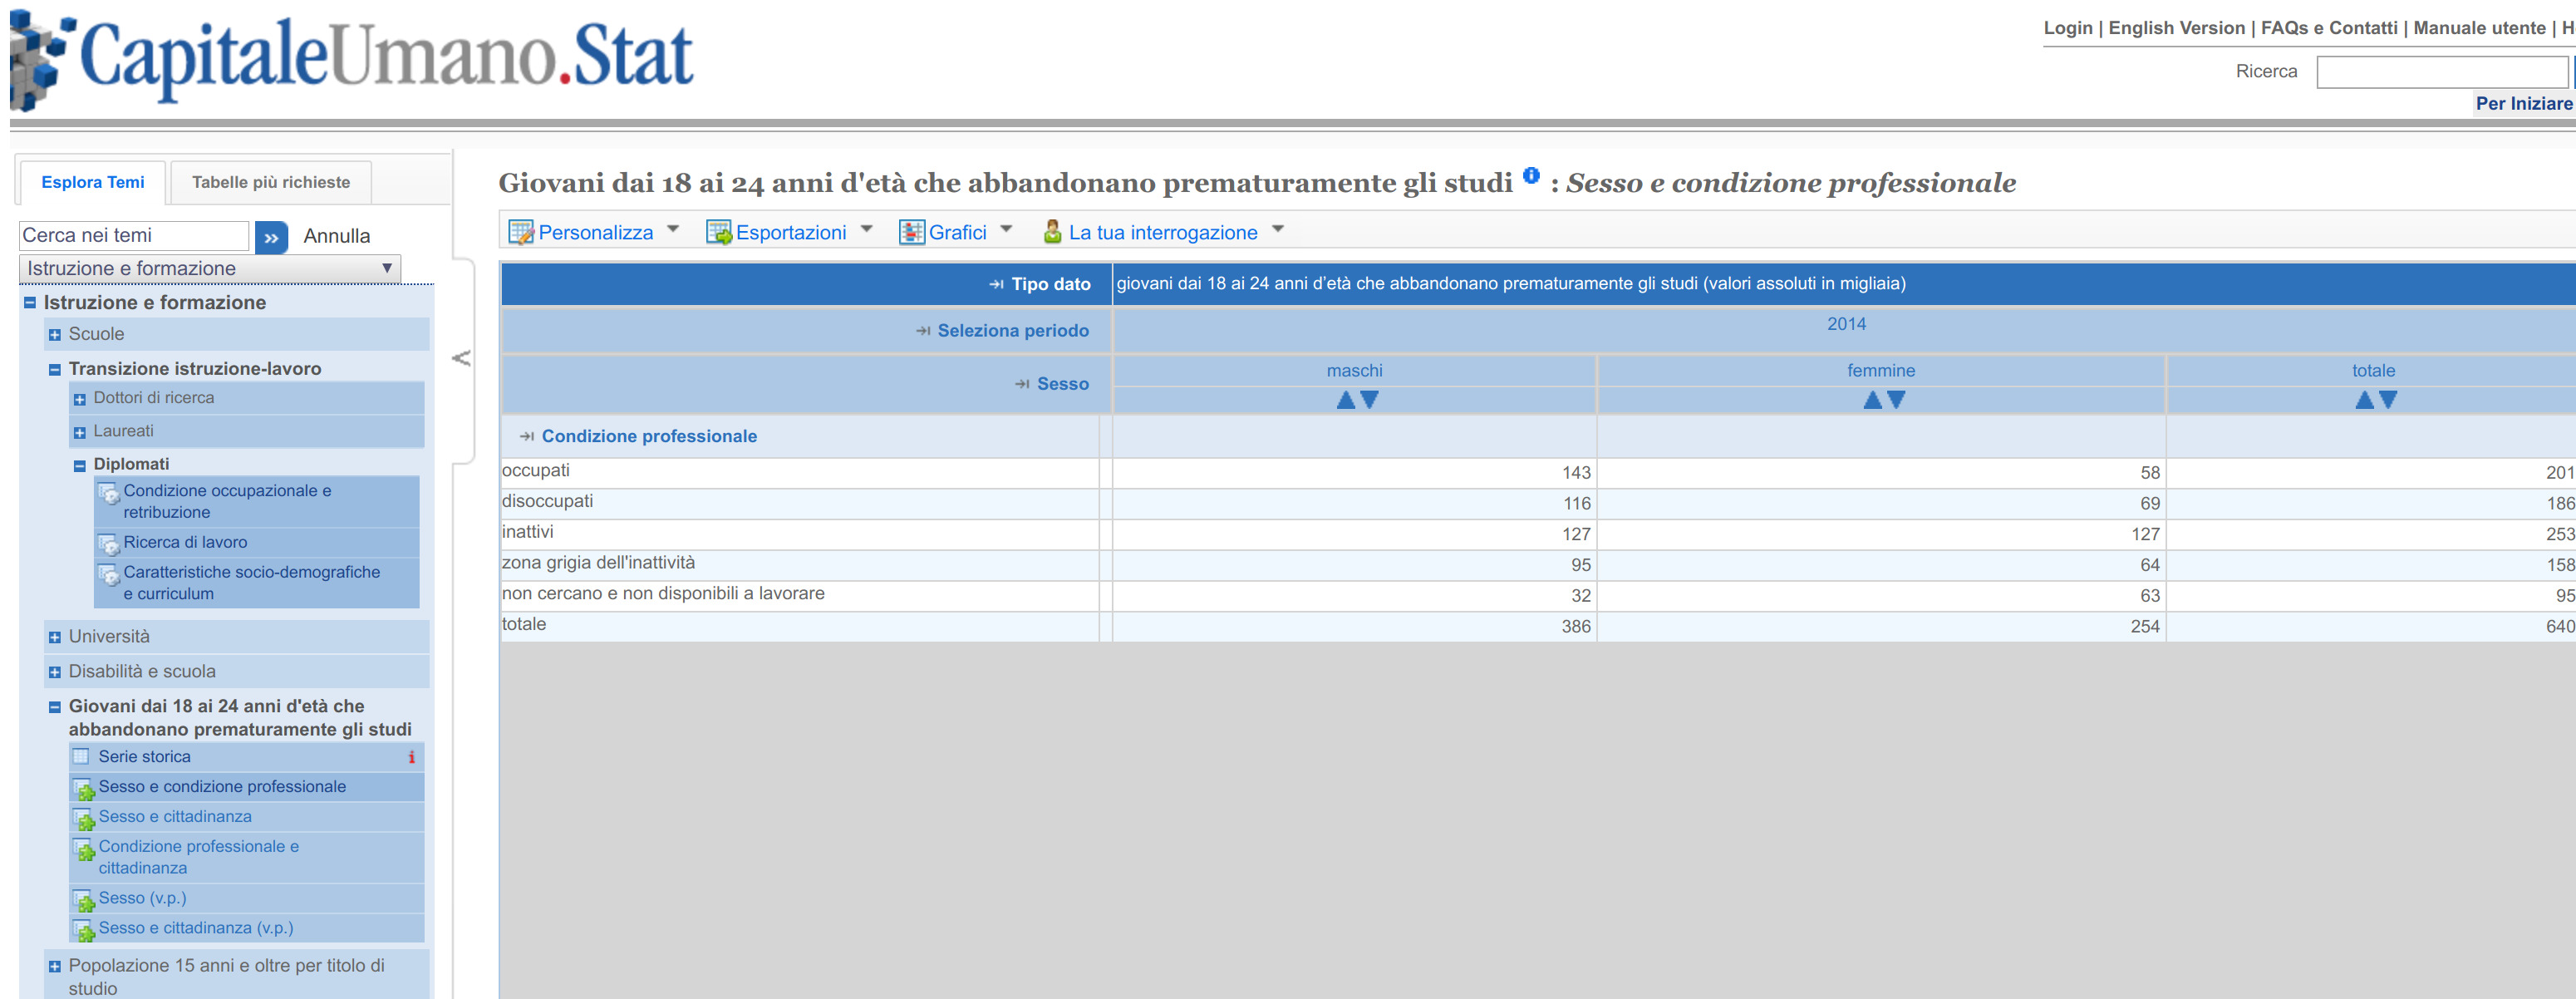 CapitaleUmano.Stat
Login | English Version | FAQs e Contatti | Manuale utente | H
Ricerca
Per Iniziare
Esplora Temi
Tabelle più richieste
Cerca nei temi
»
Annulla
Istruzione e formazione
Istruzione e formazione
Scuole
Transizione istruzione-lavoro
Dottori di ricerca
Laureati
Diplomati
Condizione occupazionale e
retribuzione
Ricerca di lavoro
Caratteristiche socio-demografiche
e curriculum
Università
Disabilità e scuola
Giovani dai 18 ai 24 anni d'età che
abbandonano prematuramente gli studi
Serie storica
Sesso e condizione professionale
Sesso e cittadinanza
Condizione professionale e
cittadinanza
Sesso (v.p.)
Sesso e cittadinanza (v.p.)
Popolazione 15 anni e oltre per titolo di
studio
<
Giovani dai 18 ai 24 anni d'età che abbandonano prematuramente gli studi : Sesso e condizione professionale
Personalizza Esportazioni Grafici La tua interrogazione
Tipo dato giovani dai 18 ai 24 anni d'età che abbandonano prematuramente gli studi (valori assoluti in migliaia)
Seleziona periodo 2014
Sesso maschi femmine totale
Condizione professionale
occupati 143 58 201
disoccupati 116 69 186
inattivi 127 127 253
zona grigia dell'inattività 95 64 158
non cercano e non disponibili a lavorare 32 63 95
totale 386 254 640